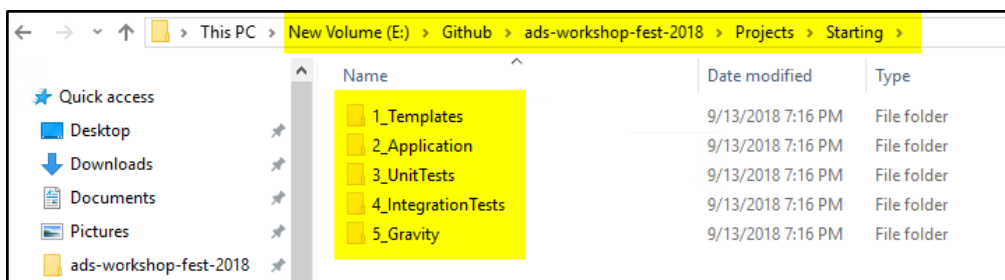 This PC > New Volume (E:) > Github > ads-workshop-fest-2018 > Projects > Starting >
Name Date modified Type
Quick access
Desktop
Downloads
Documents
Pictures
ads-workshop-fest-2018
1_Templates 9/13/2018 7:16 PM File folder
2_Application 9/13/2018 7:16 PM File folder
3_UnitTests 9/13/2018 7:16 PM File folder
4_IntegrationTests 9/13/2018 7:16 PM File folder
5_Gravity 9/13/2018 7:16 PM File folder